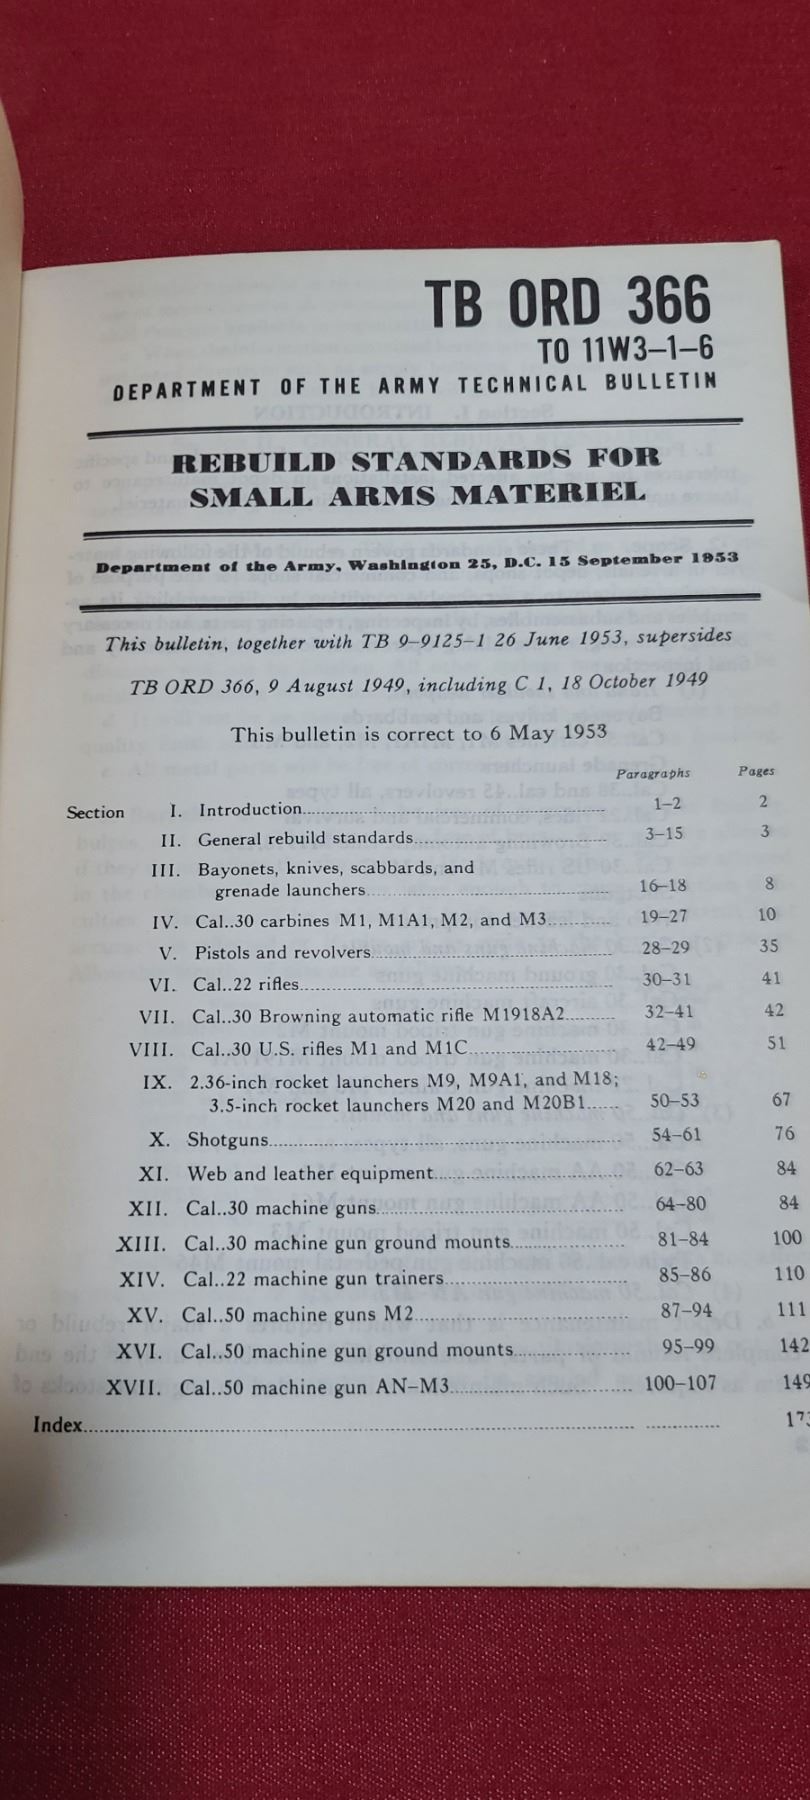 TB ORD 366
TO 11W3–1–6
DEPARTMENT OF THE ARMY TECHNICAL BULLETIN
REBUILD STANDARDS FOR
SMALL ARMS MATERIEL
Department of the Army, Washington 25, D.C. 15 September 1953
This bulletin, together with TB 9–9125–1 26 June 1953, supersides
TB ORD 366, 9 August 1949, including C 1, 18 October 1949
This bulletin is correct to 6 May 1953
Paragraphs Pages
Section I. Introduction 1–2 2
II. General rebuild standards 3–15 3
III. Bayonets, knives, scabbards, and
grenade launchers 16–18 8
IV. Cal..30 carbines M1, M1A1, M2, and M3 19–27 10
V. Pistols and revolvers 28–29 35
VI. Cal..22 rifles 30–31 41
VII. Cal..30 Browning automatic rifle M1918A2 32–41 42
VIII. Cal..30 U.S. rifles M1 and M1C 42–49 51
IX. 2.36-inch rocket launchers M9, M9A1, and M18;
3.5-inch rocket launchers M20 and M20B1 50–53 67
X. Shotguns 54–61 76
XI. Web and leather equipment 62–63 84
XII. Cal..30 machine guns 64–80 84
XIII. Cal..30 machine gun ground mounts 81–84 100
XIV. Cal..22 machine gun trainers 85–86 110
XV. Cal..50 machine guns M2 87–94 111
XVI. Cal..50 machine gun ground mounts 95–99 142
XVII. Cal..50 machine gun AN–M3 100–107 149
Index 173